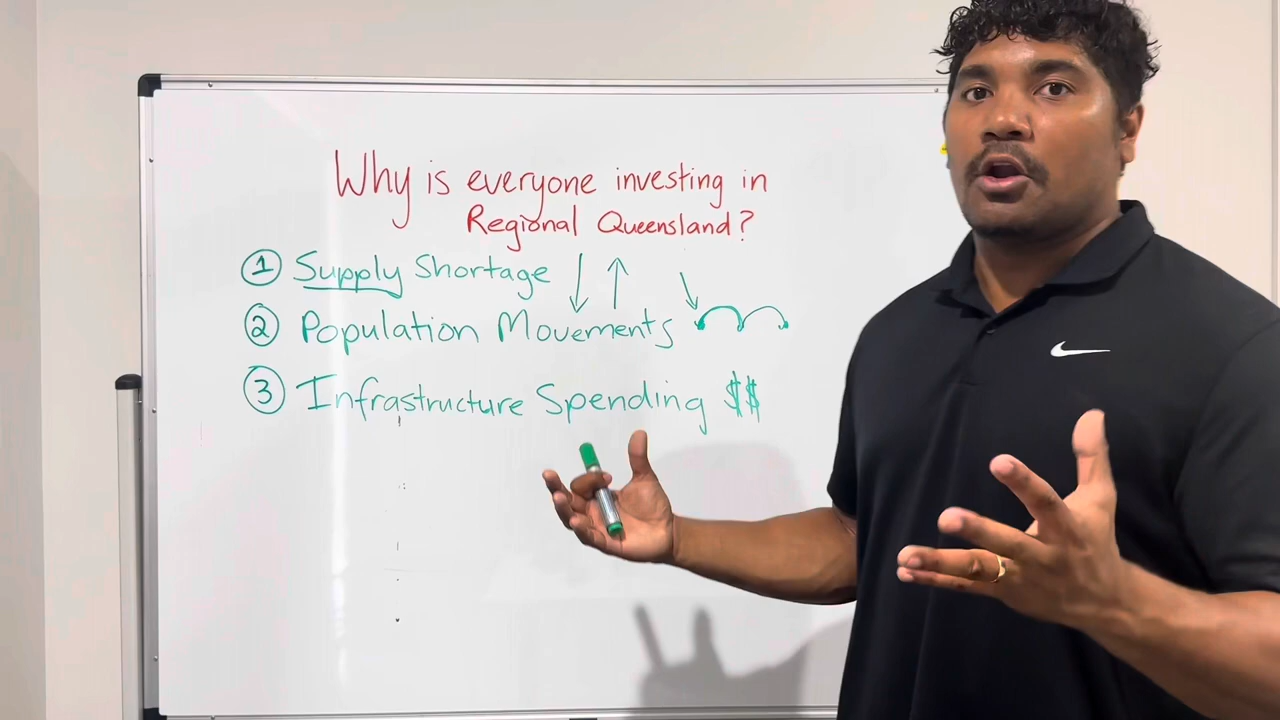 Why is everyone investing in
Regional Queensland?
① Supply Shortage
② Population Movements
③ Infrastructure Spending $$